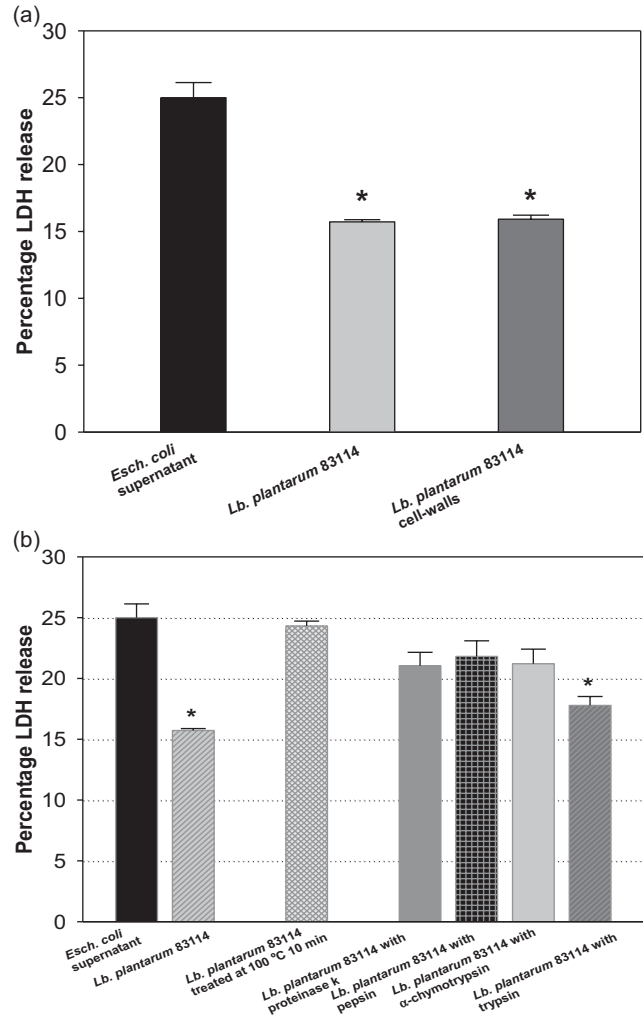 (a)
30
25
20
15
10
5
0
Percentage LDH release
*
*
Esch. coli
supernatant
Lb. plantarum 83114
Lb. plantarum 83114
cell-walls
(b)
30
25
20
15
10
5
0
Percentage LDH release
*
*
Esch. coli
supernatant
Lb. plantarum 83114
Lb. plantarum 83114
treated at 100 °C 10 min
Lb. plantarum 83114 with
proteinase k
Lb. plantarum 83114 with
pepsin
Lb. plantarum 83114 with
α-chymotrypsin
Lb. plantarum 83114 with
trypsin